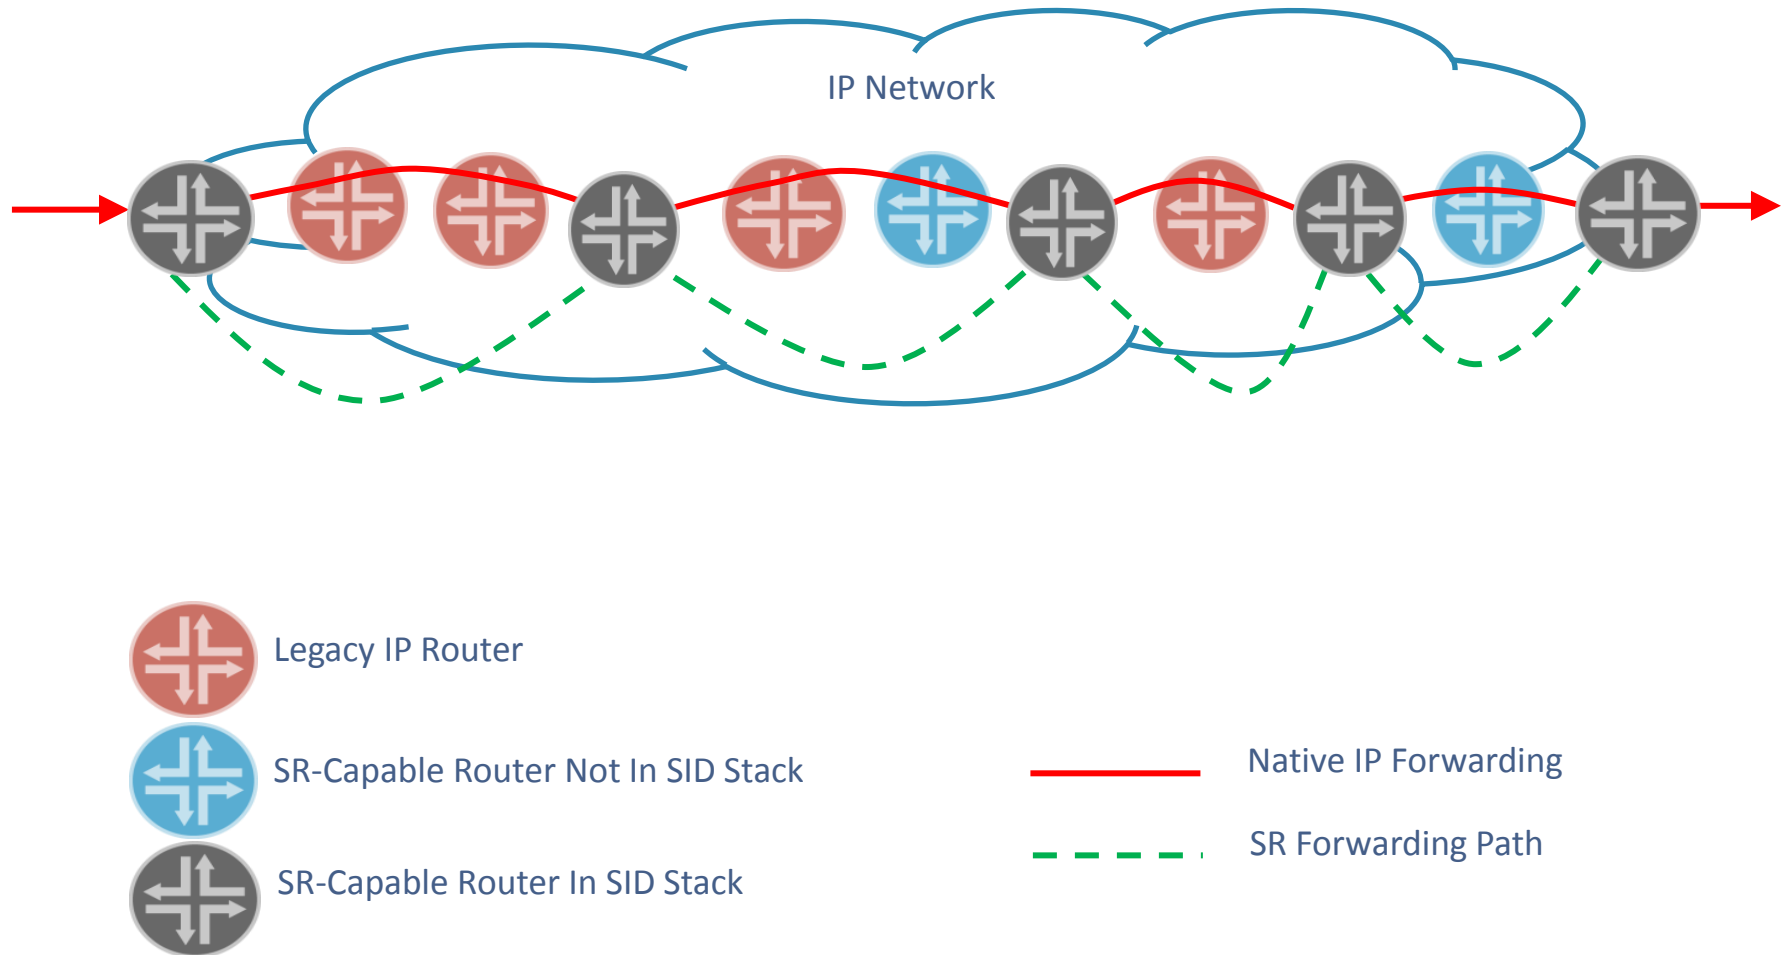 IP Network
Legacy IP Router
SR-Capable Router Not In SID Stack
SR-Capable Router In SID Stack
Native IP Forwarding
SR Forwarding Path